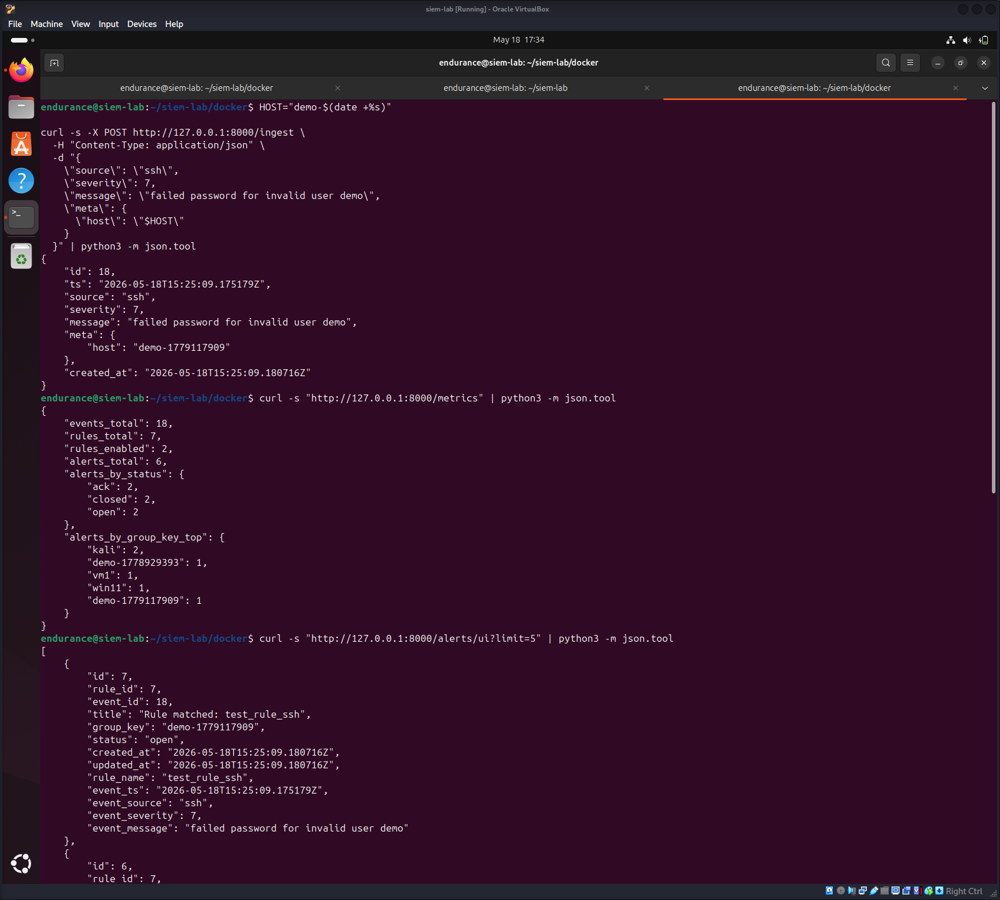 siem-lab [Running] - Oracle VirtualBox
File Machine View Input Devices Help
May 18 17:34
endurance@siem-lab: ~/siem-lab/docker
endurance@siem-lab: ~/siem-lab/docker
endurance@siem-lab: ~/siem-lab
endurance@siem-lab: ~/siem-lab/docker
endurance@siem-lab:~/siem-lab/docker$ HOST="demo-$(date +%s)"
curl -s -X POST http://127.0.0.1:8000/ingest \
  -H "Content-Type: application/json" \
  -d "{
    \"source\": \"ssh\",
    \"severity\": 7,
    \"message\": \"failed password for invalid user demo\",
    \"meta\": {
      \"host\": \"$HOST\"
    }
  }" | python3 -m json.tool
{
    "id": 18,
    "ts": "2026-05-18T15:25:09.175179Z",
    "source": "ssh",
    "severity": 7,
    "message": "failed password for invalid user demo",
    "meta": {
        "host": "demo-1779117909"
    },
    "created_at": "2026-05-18T15:25:09.180716Z"
}
endurance@siem-lab:~/siem-lab/docker$ curl -s "http://127.0.0.1:8000/metrics" | python3 -m json.tool
{
    "events_total": 18,
    "rules_total": 7,
    "rules_enabled": 2,
    "alerts_total": 6,
    "alerts_by_status": {
        "ack": 2,
        "closed": 2,
        "open": 2
    },
    "alerts_by_group_key_top": {
        "kali": 2,
        "demo-1778929393": 1,
        "vm1": 1,
        "win11": 1,
        "demo-1779117909": 1
    }
}
endurance@siem-lab:~/siem-lab/docker$ curl -s "http://127.0.0.1:8000/alerts/ui?limit=5" | python3 -m json.tool
[
    {
        "id": 7,
        "rule_id": 7,
        "event_id": 18,
        "title": "Rule matched: test_rule_ssh",
        "group_key": "demo-1779117909",
        "status": "open",
        "created_at": "2026-05-18T15:25:09.180716Z",
        "updated_at": "2026-05-18T15:25:09.180716Z",
        "rule_name": "test_rule_ssh",
        "event_ts": "2026-05-18T15:25:09.175179Z",
        "event_source": "ssh",
        "event_severity": 7,
        "event_message": "failed password for invalid user demo"
    },
    {
        "id": 6,
        "rule_id": 7,
Right Ctrl